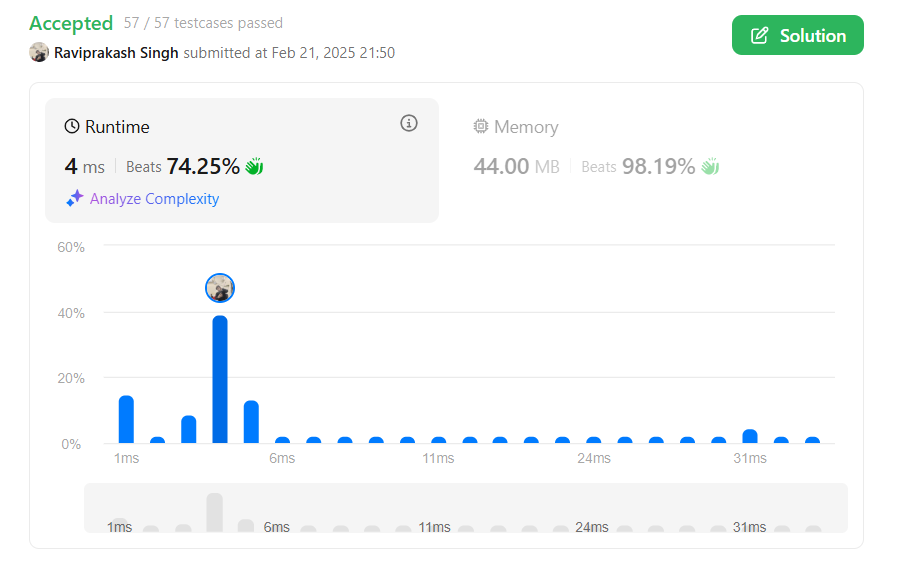 Accepted 57 / 57 testcases passed
Solution
Raviprakash Singh submitted at Feb 21, 2025 21:50
Runtime
4 ms Beats 74.25%
Analyze Complexity
Memory
44.00 MB Beats 98.19%
60%
40%
20%
0%
1ms 6ms 11ms 24ms 31ms
1ms 6ms 11ms 24ms 31ms